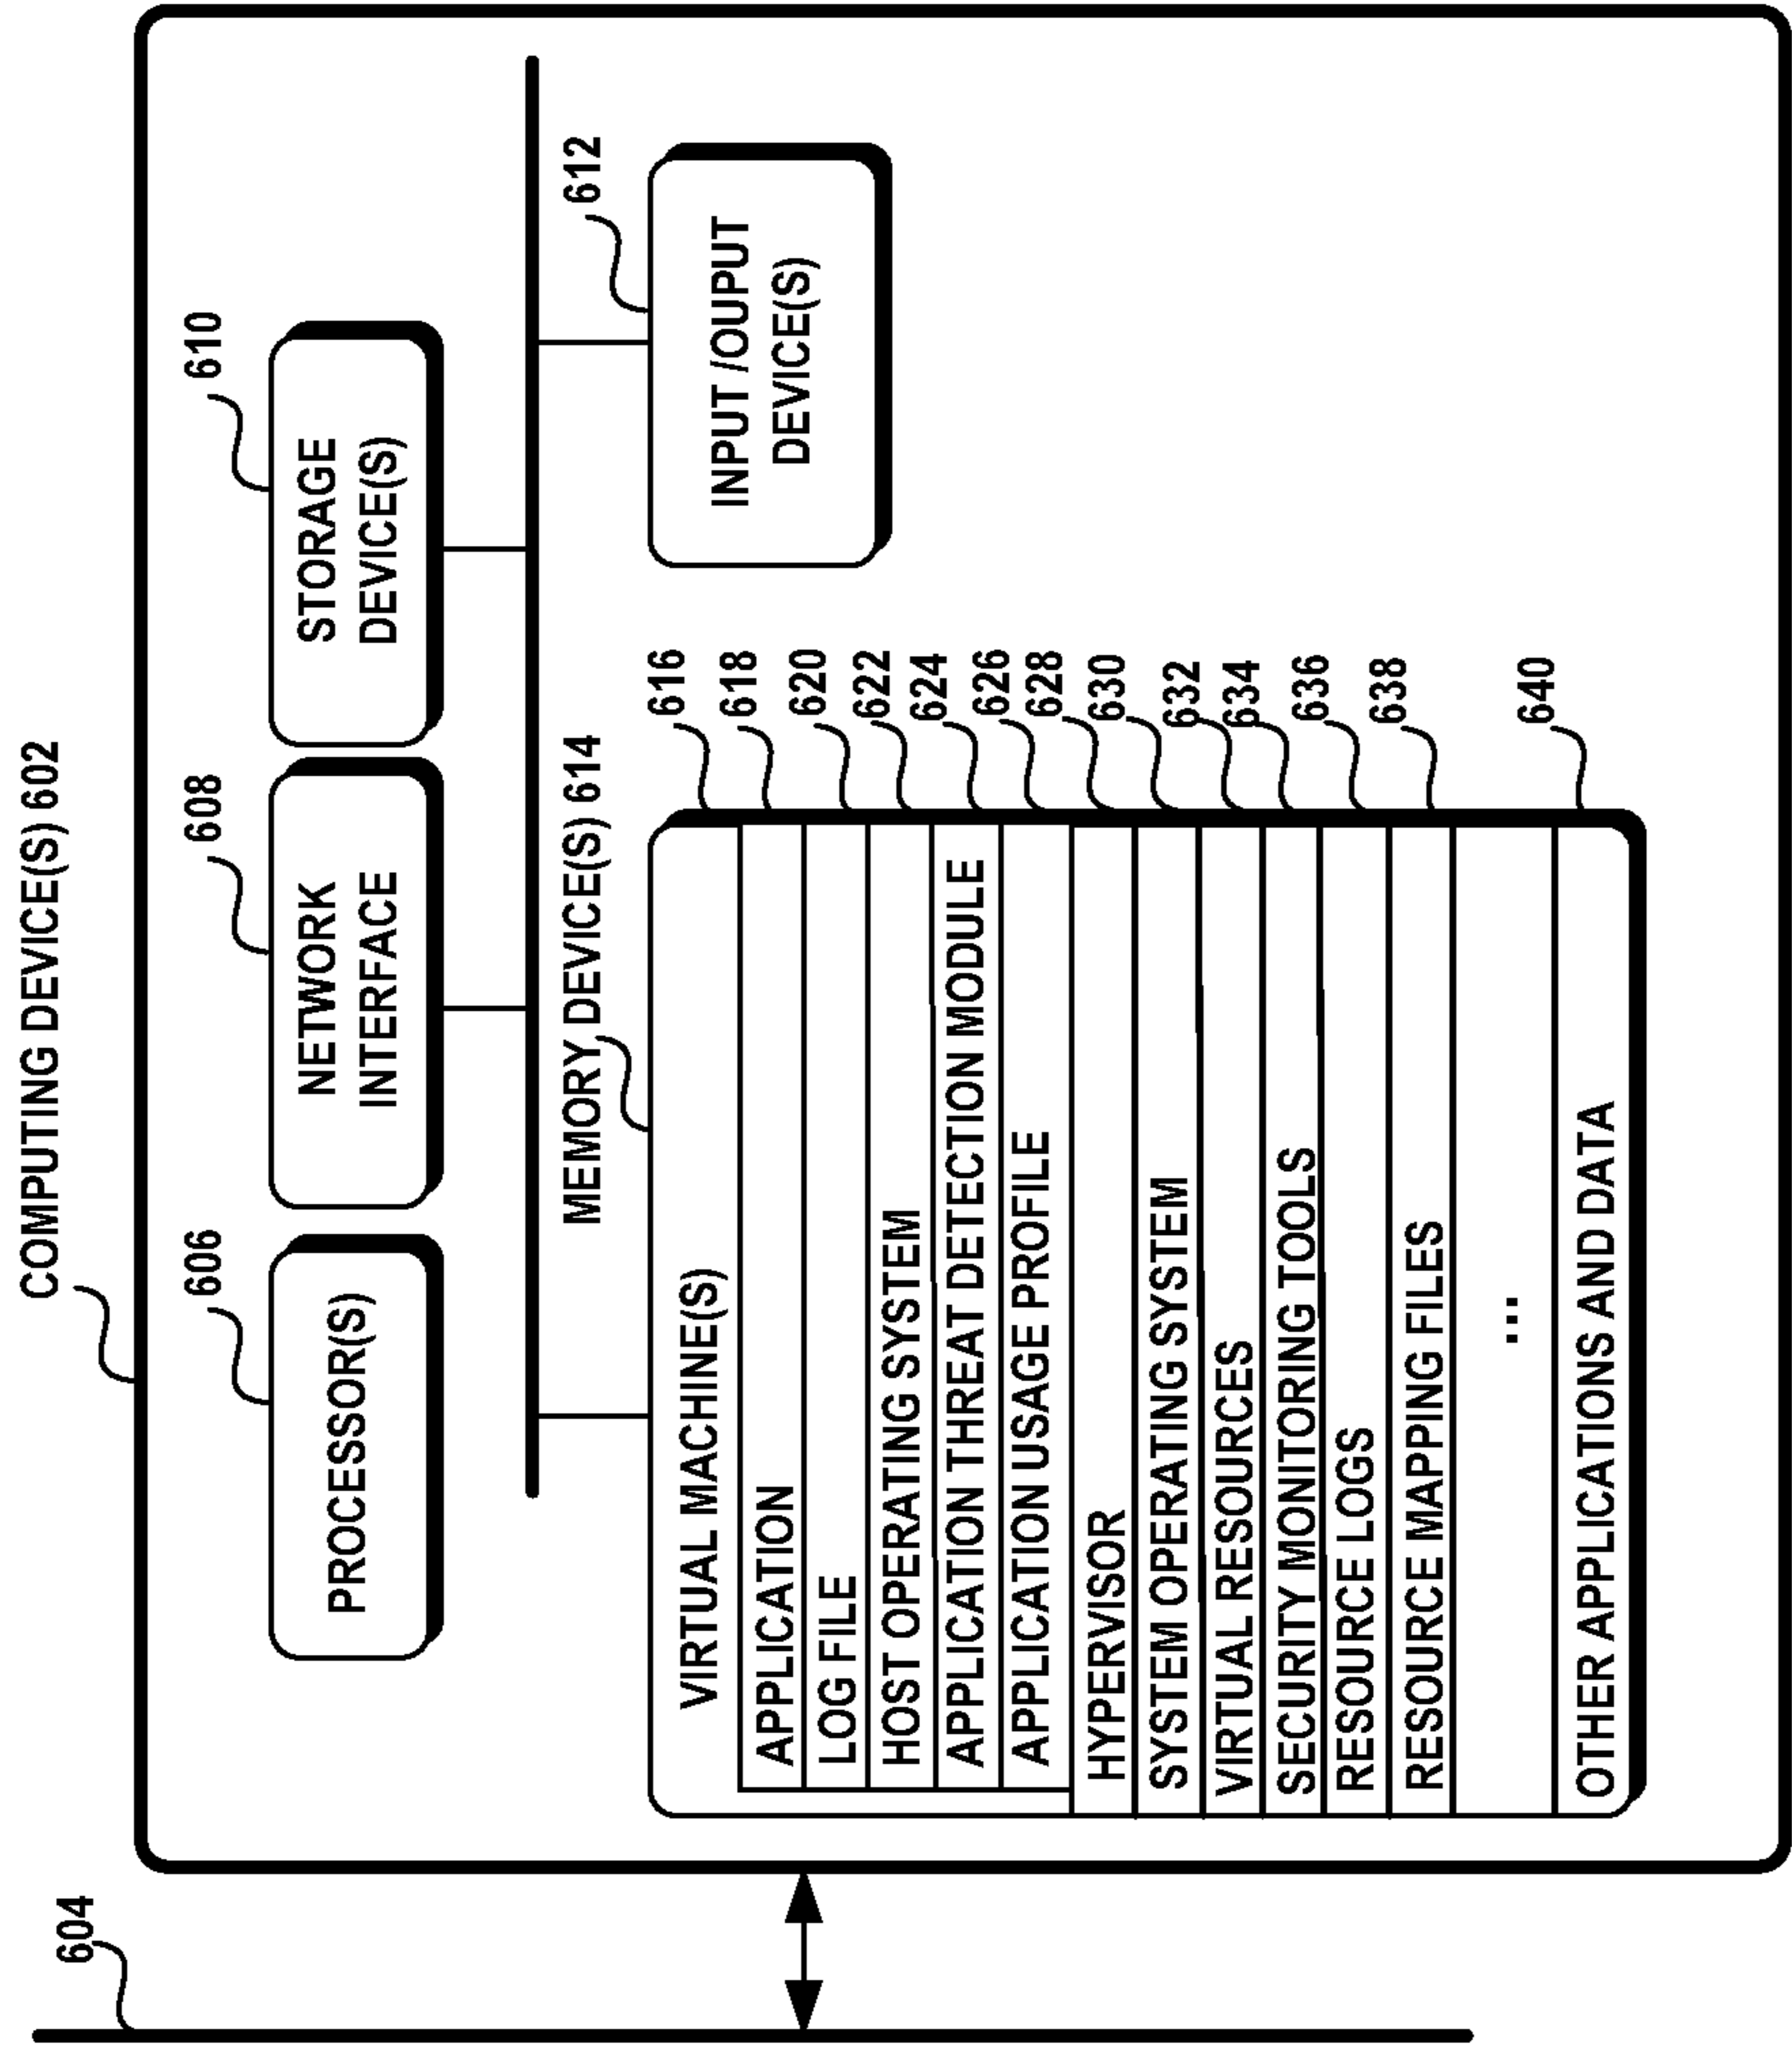 COMPUTING DEVICE(S) 602
604
606
608
610
PROCESSOR(S)
NETWORK
INTERFACE
STORAGE
DEVICE(S)
MEMORY DEVICE(S) 614
612
INPUT /OUPUT
DEVICE(S)
VIRTUAL MACHINE(S)
616
APPLICATION
618
LOG FILE
620
HOST OPERATING SYSTEM
622
APPLICATION THREAT DETECTION MODULE
624
APPLICATION USAGE PROFILE
626
HYPERVISOR
628
SYSTEM OPERATING SYSTEM
630
VIRTUAL RESOURCES
632
SECURITY MONITORING TOOLS
634
RESOURCE LOGS
636
RESOURCE MAPPING FILES
638
...
OTHER APPLICATIONS AND DATA
640